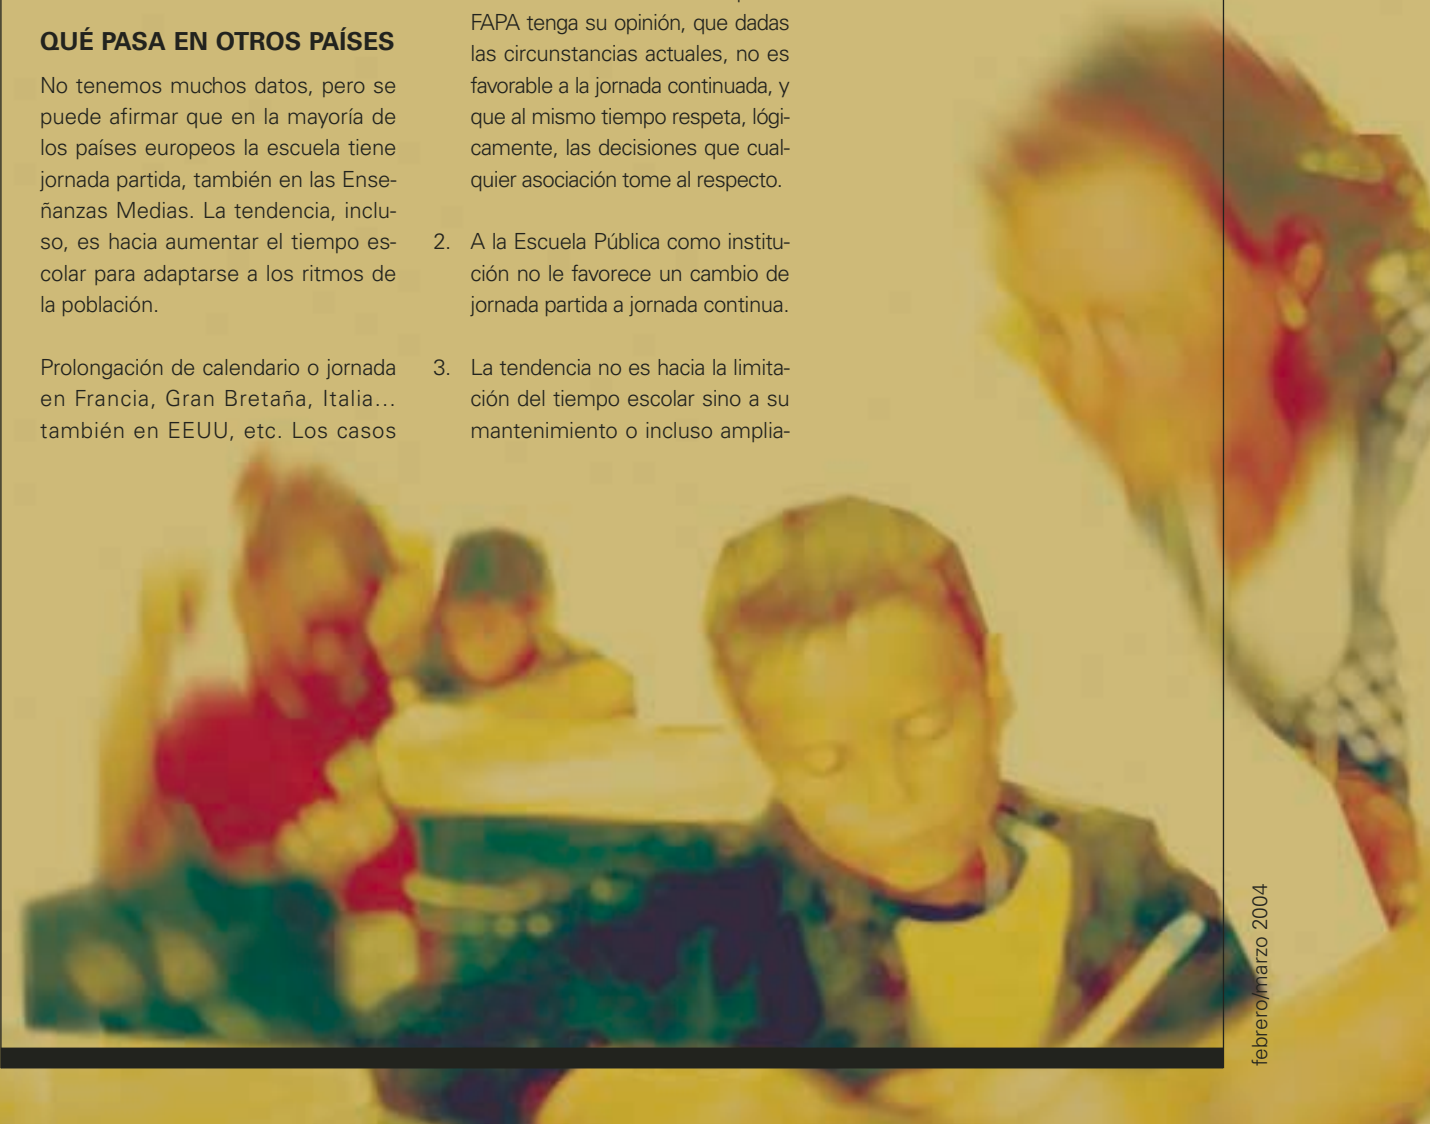 QUÉ PASA EN OTROS PAÍSES
No tenemos muchos datos, pero se
puede afirmar que en la mayoría de
los países europeos la escuela tiene
jornada partida, también en las Ense-
ñanzas Medias. La tendencia, inclu-
so, es hacia aumentar el tiempo es-
colar para adaptarse a los ritmos de
la población.
Prolongación de calendario o jornada
en Francia, Gran Bretaña, Italia...
también en EEUU, etc. Los casos
FAPA tenga su opinión, que dadas
las circunstancias actuales, no es
favorable a la jornada continuada, y
que al mismo tiempo respeta, lógi-
camente, las decisiones que cual-
quier asociación tome al respecto.
2. A la Escuela Pública como institu-
ción no le favorece un cambio de
jornada partida a jornada continua.
3. La tendencia no es hacia la limita-
ción del tiempo escolar sino a su
mantenimiento o incluso amplia-
febrero/marzo 2004